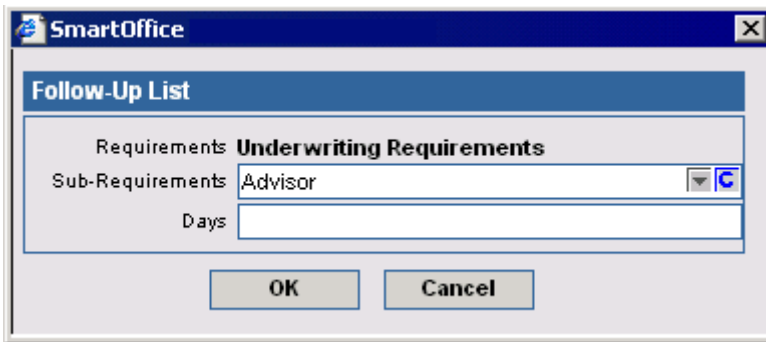 SmartOffice
Follow-Up List
Requirements Underwriting Requirements
Sub-Requirements Advisor C
Days
OK Cancel